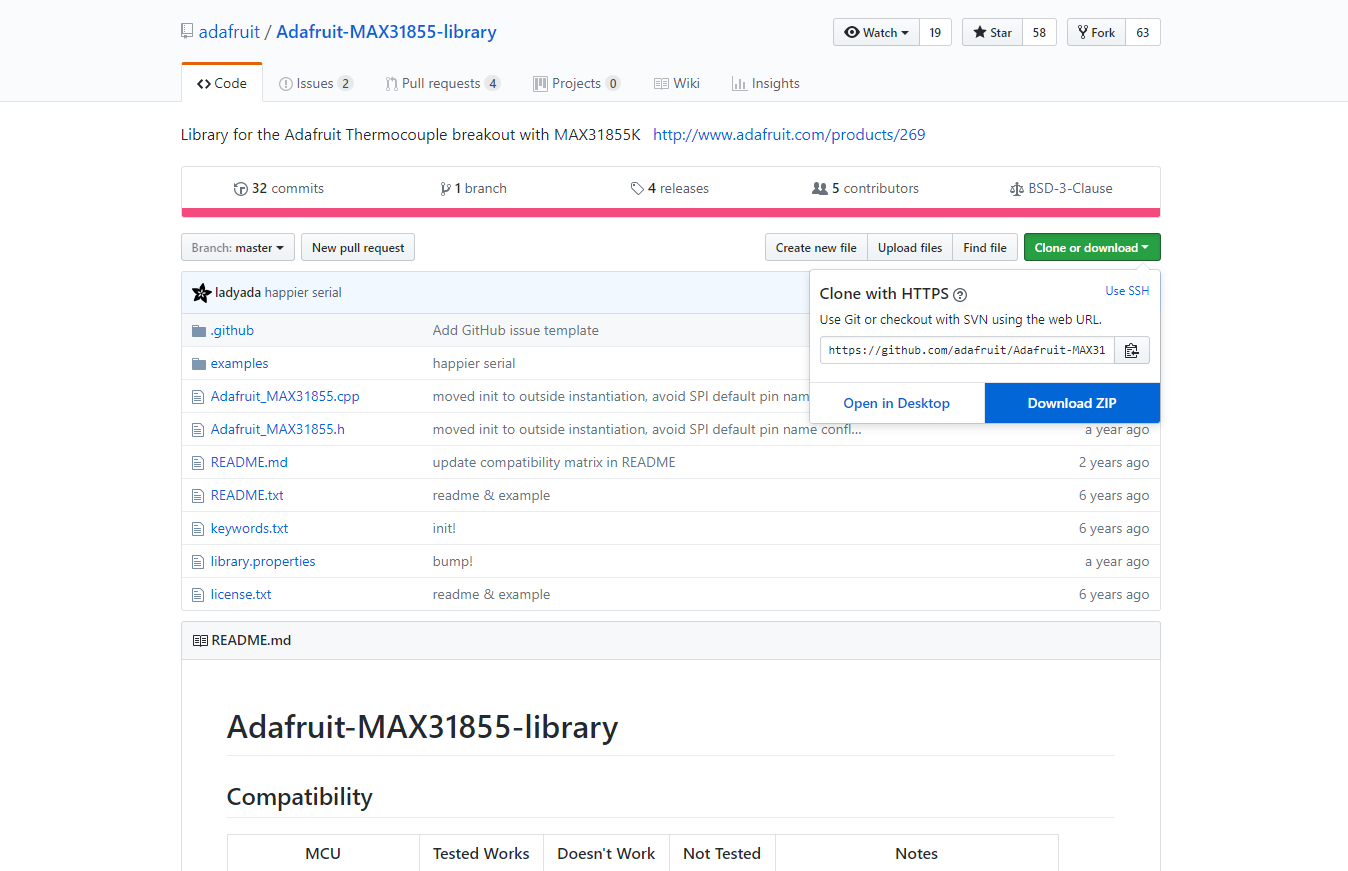 adafruit / Adafruit-MAX31855-library
Watch 19 Star 58 Fork 63
Code Issues 2 Pull requests 4 Projects 0 Wiki Insights
Library for the Adafruit Thermocouple breakout with MAX31855K http://www.adafruit.com/products/269
32 commits 1 branch 4 releases 5 contributors BSD-3-Clause
Branch: master New pull request Create new file Upload files Find file Clone or download
ladyada happier serial
Clone with HTTPS Use SSH
Use Git or checkout with SVN using the web URL.
https://github.com/adafruit/Adafruit-MAX31
Open in Desktop Download ZIP
.github Add GitHub issue template
examples happier serial
Adafruit_MAX31855.cpp moved init to outside instantiation, avoid SPI default pin name
Adafruit_MAX31855.h moved init to outside instantiation, avoid SPI default pin name confl... a year ago
README.md update compatibility matrix in README 2 years ago
README.txt readme & example 6 years ago
keywords.txt init! 6 years ago
library.properties bump! a year ago
license.txt readme & example 6 years ago
README.md
Adafruit-MAX31855-library
Compatibility
MCU Tested Works Doesn't Work Not Tested Notes